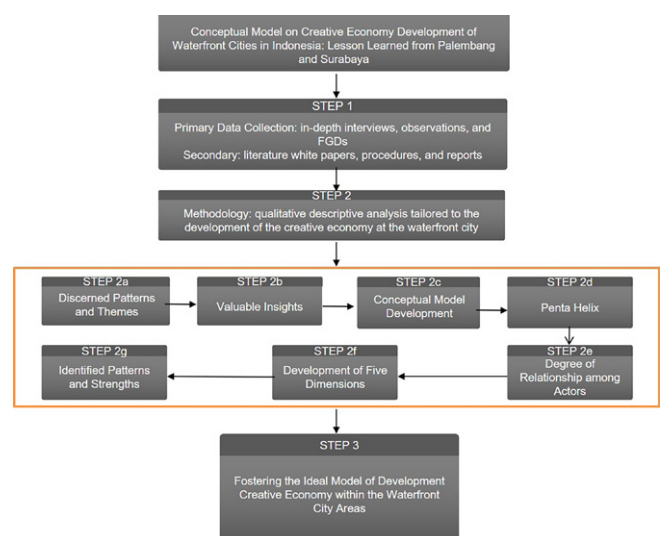 Conceptual Model on Creative Economy Development of
Waterfront Cities in Indonesia: Lesson Learned from Palembang
and Surabaya
STEP 1
Primary Data Collection: in-depth interviews, observations, and
FGDs
Secondary: literature white papers, procedures, and reports
STEP 2
Methodology: qualitative descriptive analysis tailored to the
development of the creative economy at the waterfront city
STEP 2a
Discerned Patterns
and Themes
STEP 2b
Valuable Insights
STEP 2c
Conceptual Model
Development
STEP 2d
Penta Helix
STEP 2e
Degree of
Relationship among
Actors
STEP 2f
Development of Five
Dimensions
STEP 2g
Identified Patterns
and Strengths
STEP 3
Fostering the Ideal Model of Development
Creative Economy within the Waterfront
City Areas